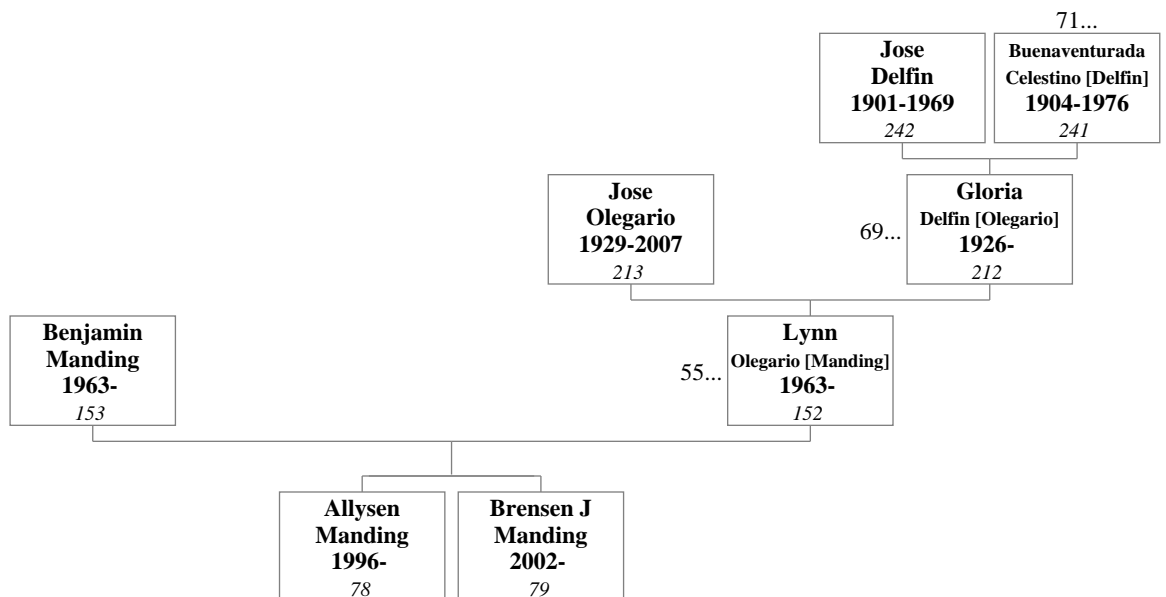 71...
Jose
Delfin
1901-1969
242
Buenaventurada
Celestino [Delfin]
1904-1976
241
Jose
Olegario
1929-2007
213
69...
Gloria
Delfin [Olegario]
1926-
212
Benjamin
Manding
1963-
153
55...
Lynn
Olegario [Manding]
1963-
152
Allysen
Manding
1996-
78
Brensen J
Manding
2002-
79